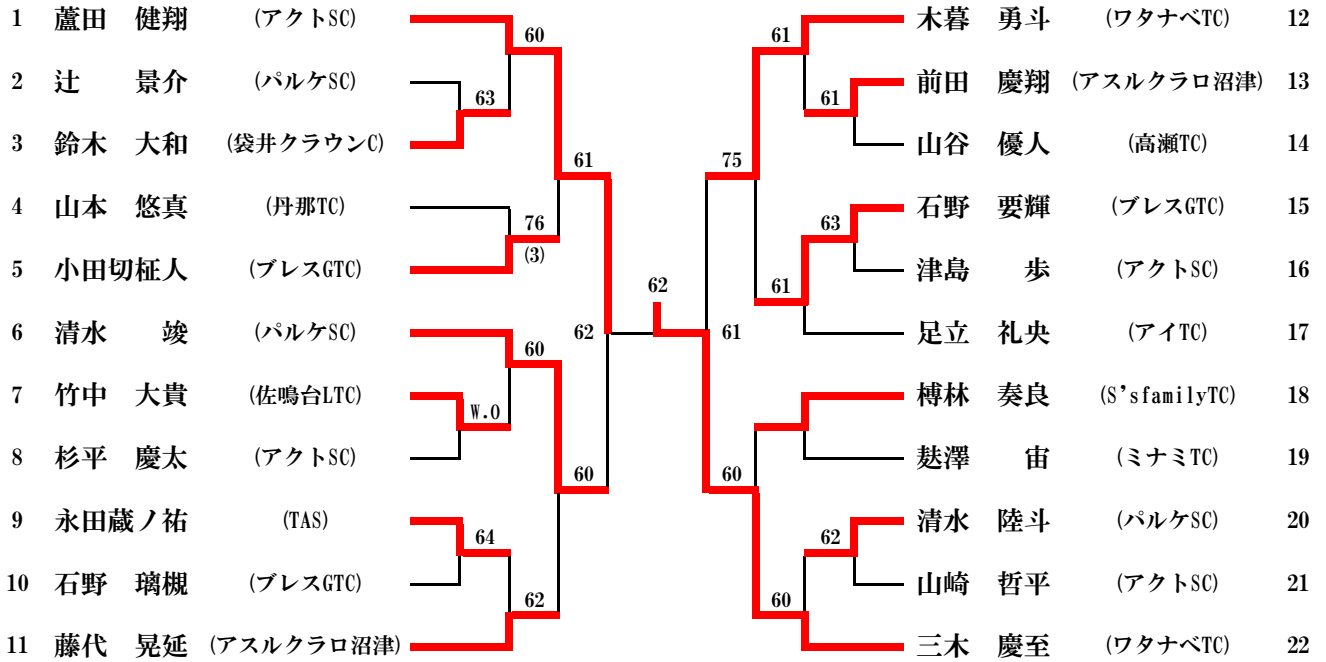 1 蘆田 健翔 (アクトSC)
木暮 勇斗 (ワタナベTC) 12
60
61
2 辻 景介 (パルケSC)
前田 慶翔 (アスルクラロ沼津) 13
63
61
3 鈴木 大和 (袋井クラウンC)
山谷 優人 (高瀬TC) 14
61
75
4 山本 悠真 (丹那TC)
石野 要輝 (ブレスGTC) 15
76
(3)
63
5 小田切柾人 (ブレスGTC)
津島 歩 (アクトSC) 16
62
61
6 清水 竣 (パルケSC)
62
61
足立 礼央 (アイTC) 17
60
7 竹中 大貴 (佐鳴台LTC)
榑林 奏良 (S’sfamilyTC) 18
W.O
8 杉平 慶太 (アクトSC)
麸澤 宙 (ミナミTC) 19
60
60
9 永田蔵ノ祐 (TAS)
清水 陸斗 (パルケSC) 20
64
62
10 石野 璃槻 (ブレスGTC)
山崎 哲平 (アクトSC) 21
62
60
11 藤代 晃延 (アスルクラロ沼津)
三木 慶至 (ワタナベTC) 22